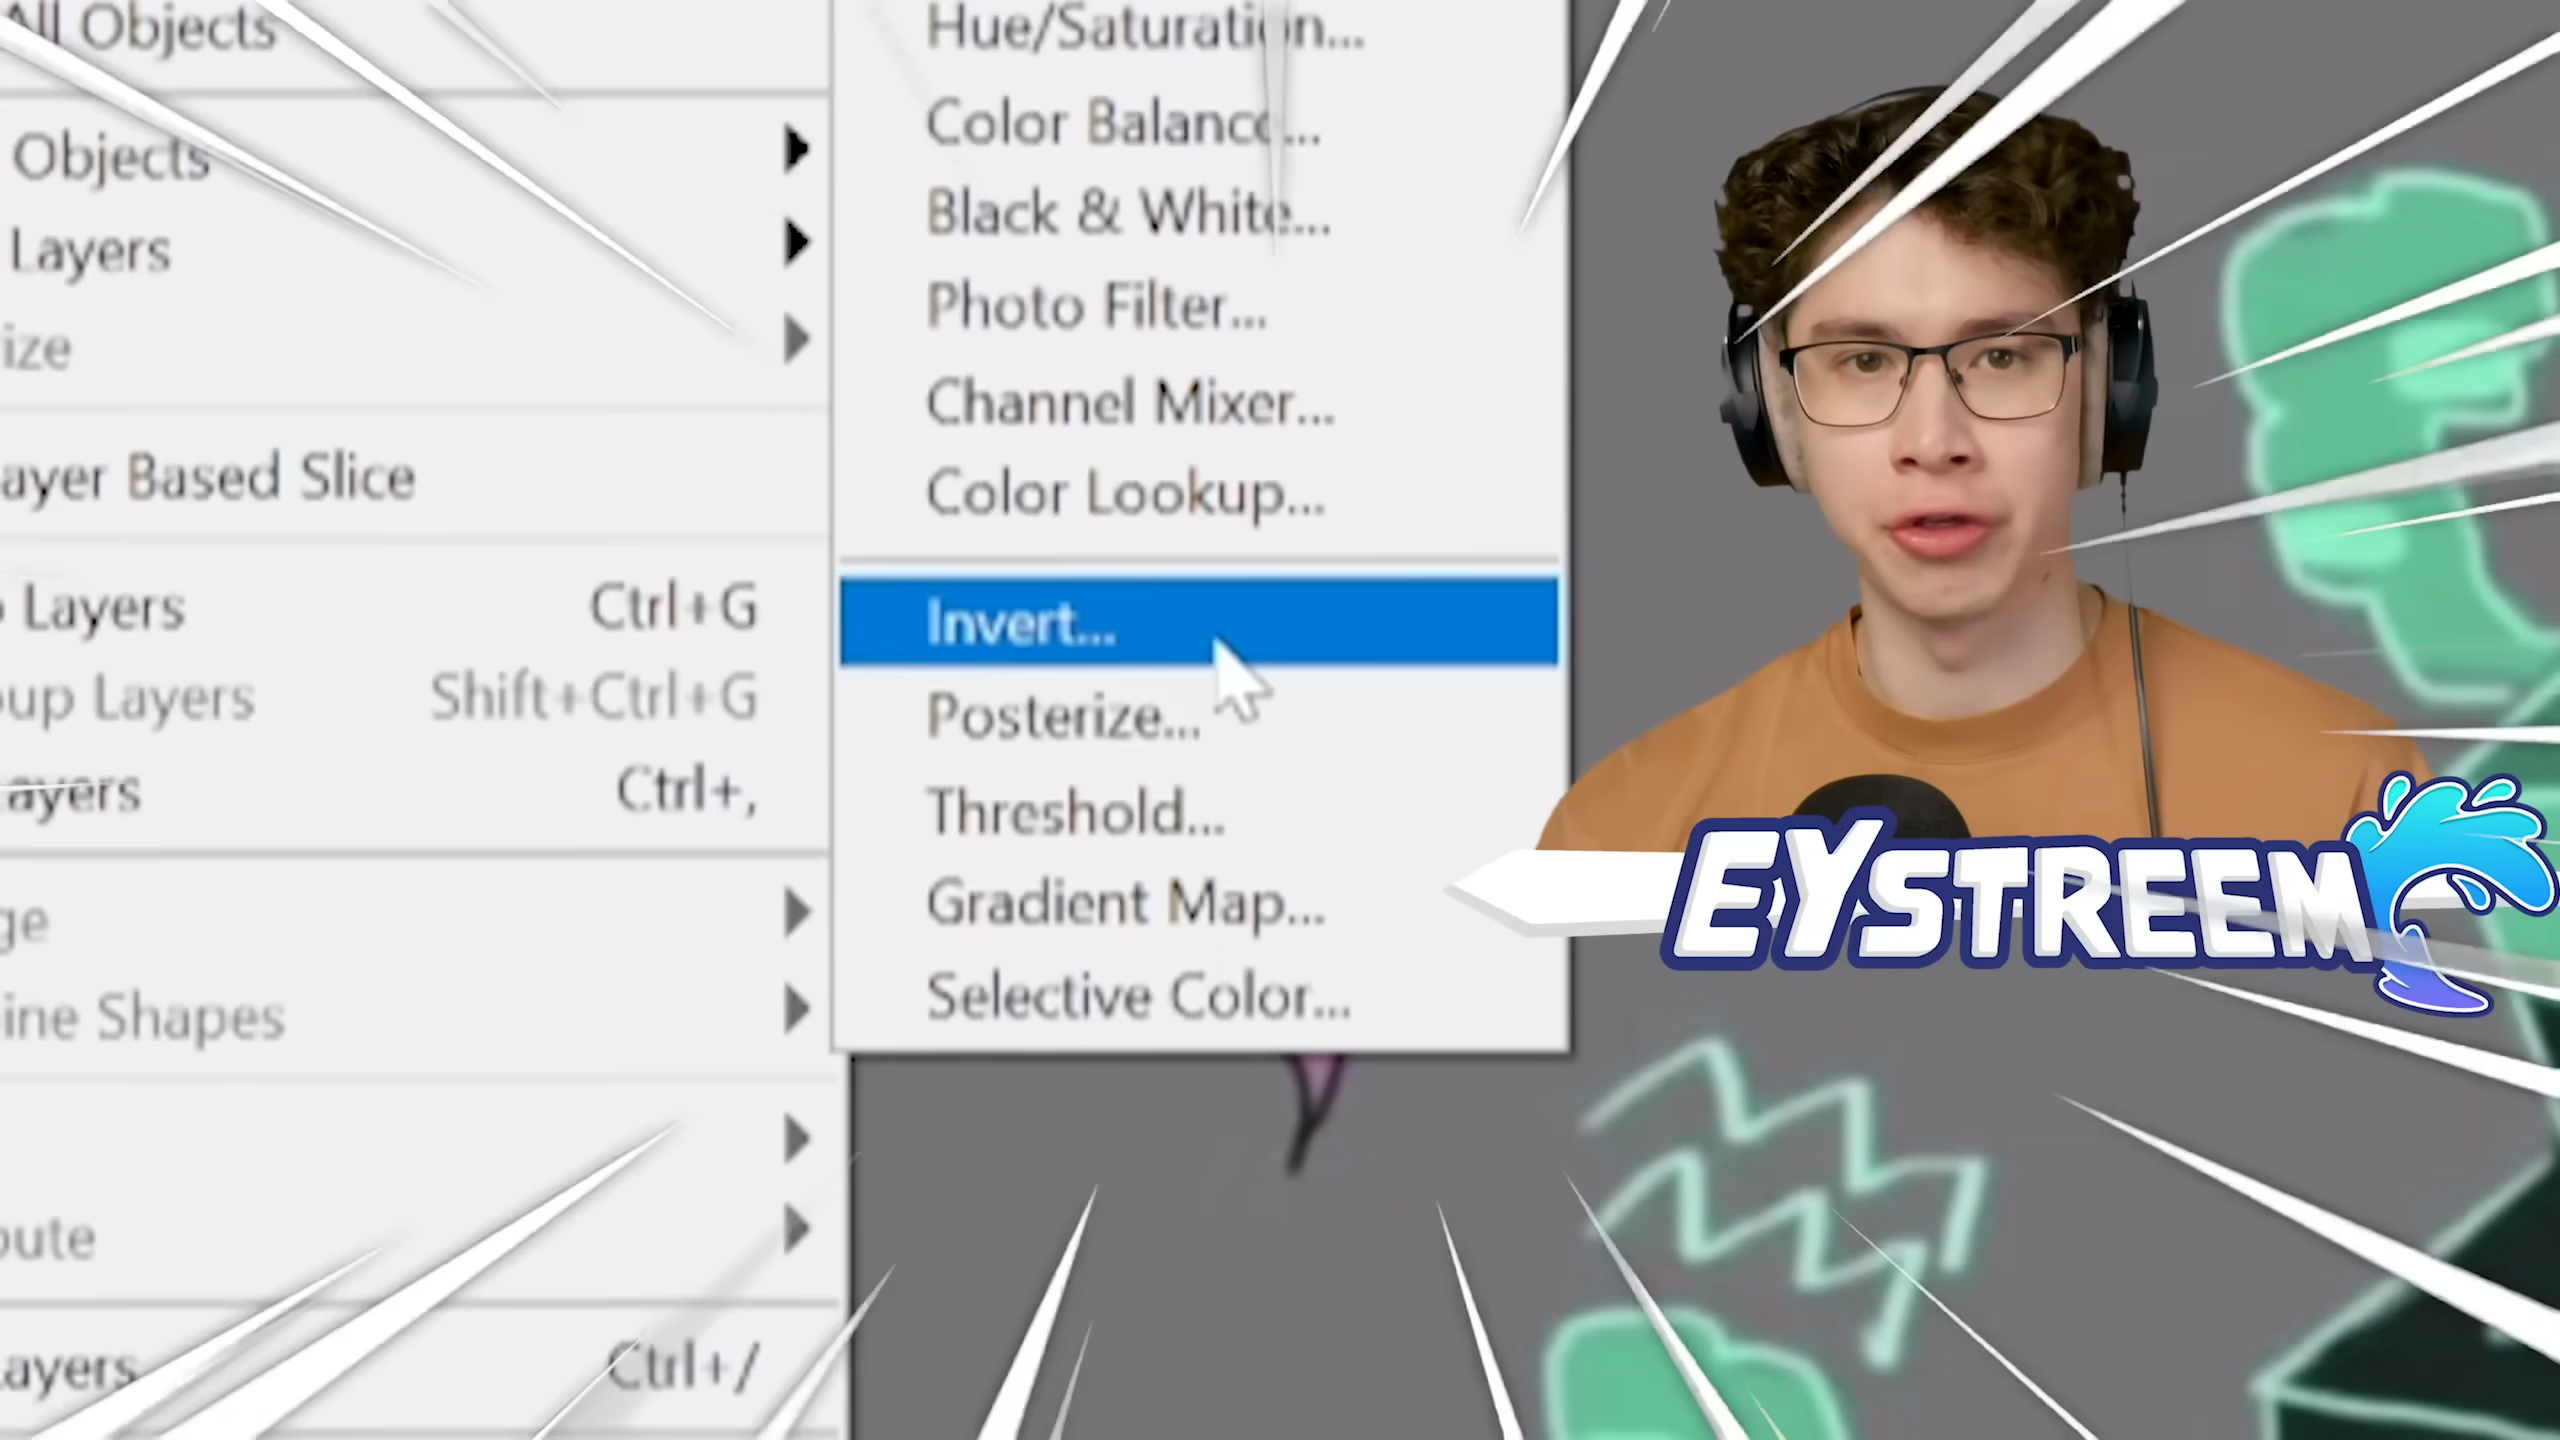 All Objects
Objects
Layers
ize
ayer Based Slice
Layers Ctrl+G
oup Layers Shift+Ctrl+G
ayers Ctrl+,
ge
ine Shapes
oute
ayers Ctrl+/
Hue/Saturation...
Color Balance...
Black & White...
Photo Filter...
Channel Mixer...
Color Lookup...
Invert...
Posterize...
Threshold...
Gradient Map...
Selective Color...
EYSTREEM